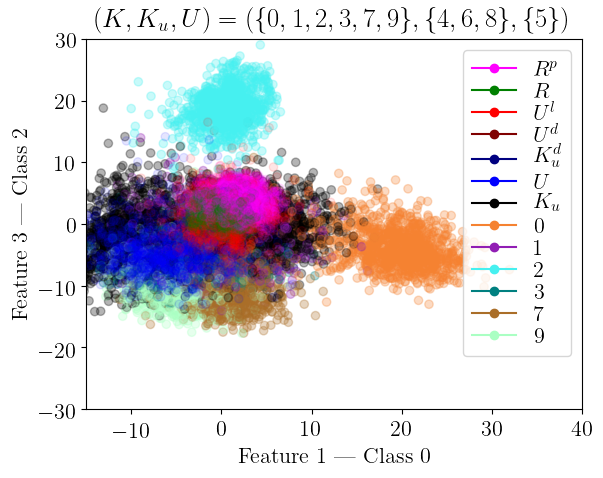 (K, K_u, U) = ({0, 1, 2, 3, 7, 9}, {4, 6, 8}, {5})
30
20
10
0
−10
−20
−30
Feature 3 — Class 2
−10
0
10
20
30
40
Feature 1 — Class 0
R^p
R
U^l
U^d
K_u^d
U
K_u
0
1
2
3
7
9